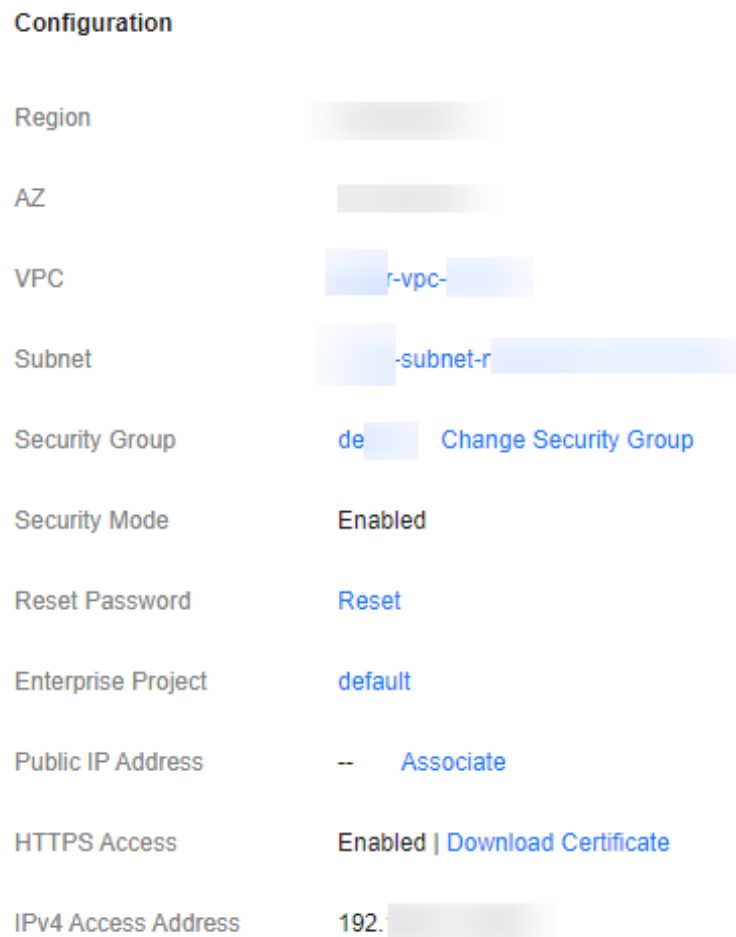 Configuration
Region
AZ
VPC r-vpc-
Subnet -subnet-r
Security Group de Change Security Group
Security Mode Enabled
Reset Password Reset
Enterprise Project default
Public IP Address -- Associate
HTTPS Access Enabled | Download Certificate
IPv4 Access Address 192.